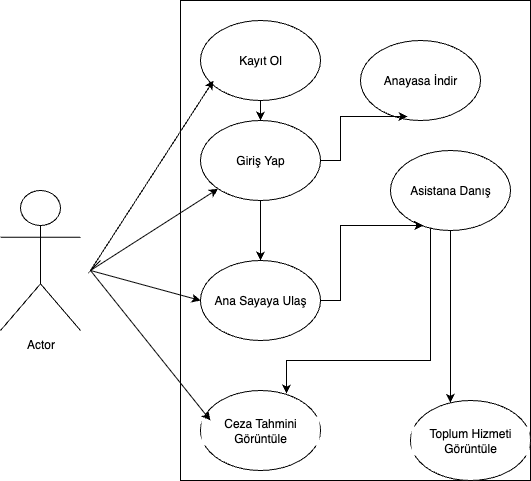 Kayıt Ol
Anayasa İndir
Giriş Yap
Asistana Danış
Ana Sayaya Ulaş
Actor
Ceza Tahmini
Görüntüle
Toplum Hizmeti
Görüntüle